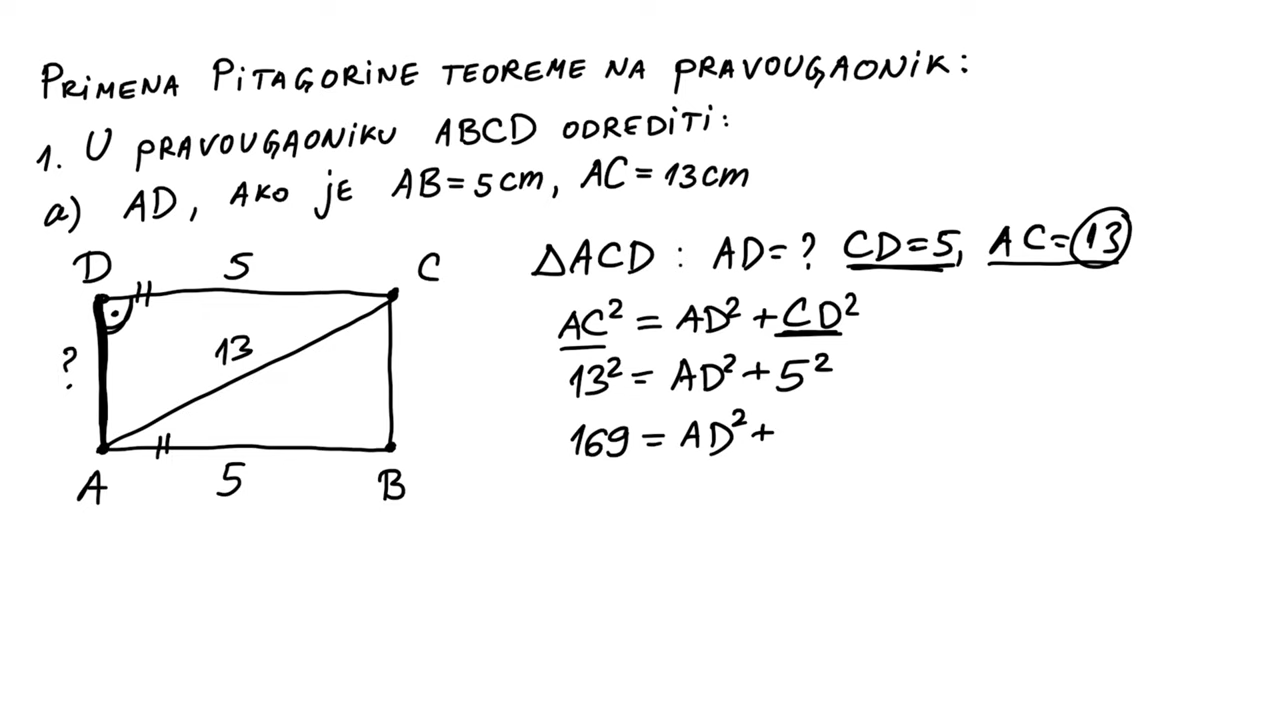 PRIMENA PITAGORINE TEOREME NA PRAVOUGAONIK:
1. U PRAVOUGAONIKU ABCD ODREDITI:
a) AD, AKO JE AB=5cm, AC=13cm
D 5 C
13
?
A 5 B
ΔACD : AD=? CD=5, AC=13
AC² = AD² + CD²
13² = AD² + 5²
169 = AD² +